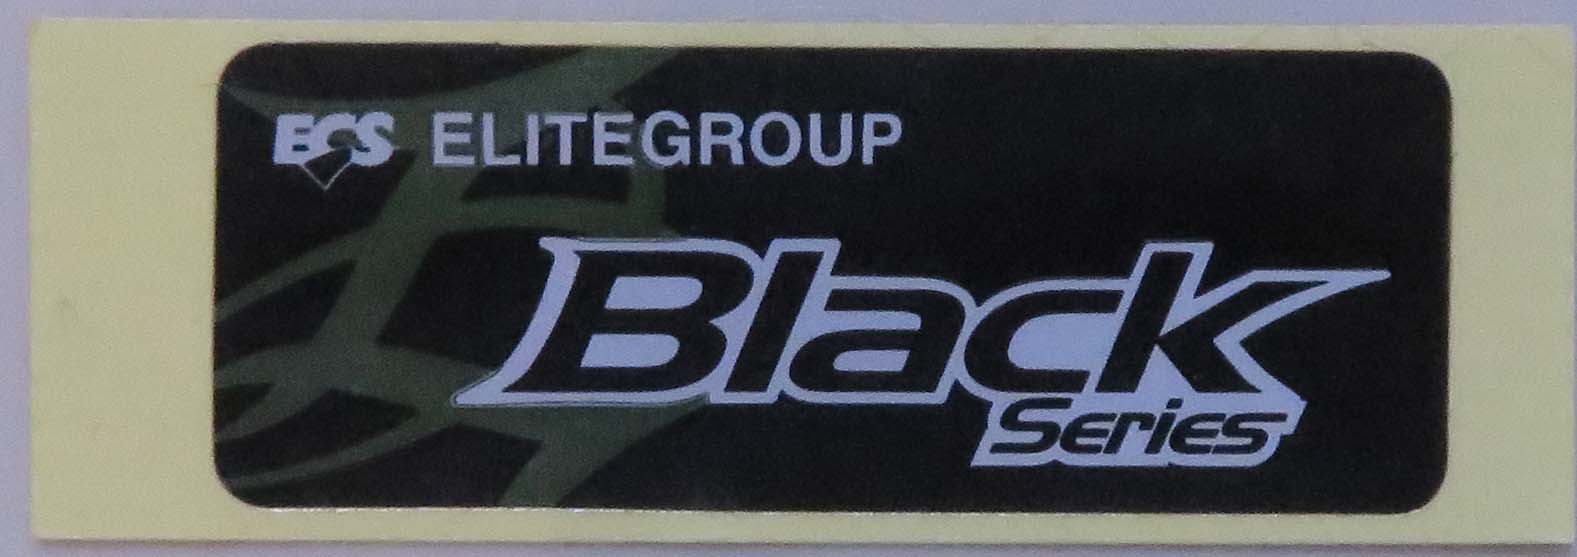 ECS ELITEGROUP
Black
Series